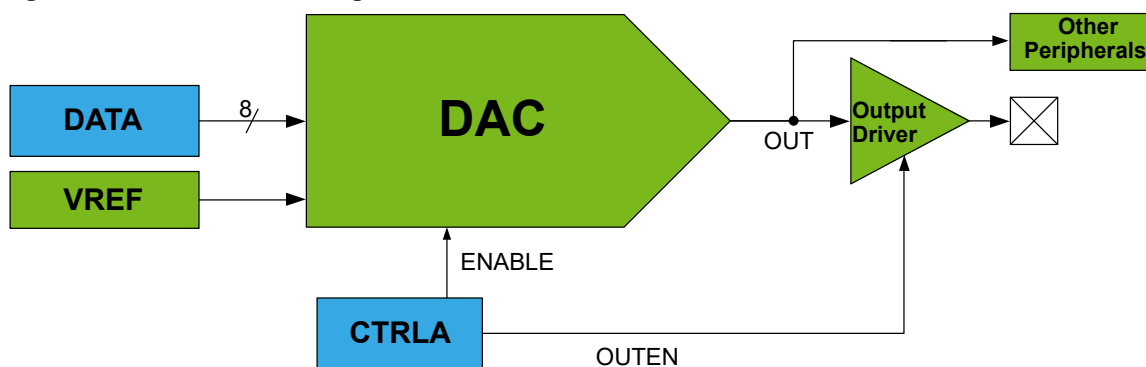 Other
Peripherals
DATA
8
DAC
Output
Driver
OUT
VREF
ENABLE
CTRLA
OUTEN